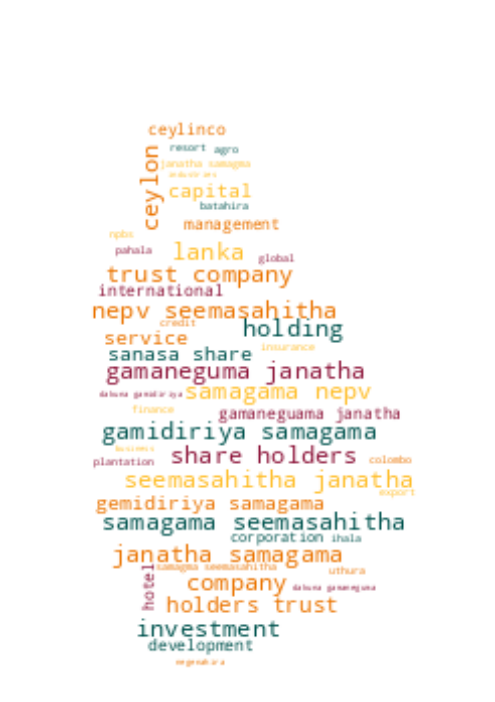 ceylinco
resort agro
ceylon
janatha samagma
industries
capital
batahira
management
npbs
pahala lanka global
trust company
international
nepv seemasahitha
credit holding
service
sanasa share insurance
gamaneguma janatha
dakuna gamidiriya samagama nepv
finance gamaneguama janatha
gamidiriya samagama
business
plantation share holders colombo
seemasahitha janatha
export
gemidiriya samagama
samagama seemasahitha
corporation ihala
janatha samagama
samagma seemasahitha uthura
hotel
company dakuna gamaneguma
holders trust
investment
development
negenahira